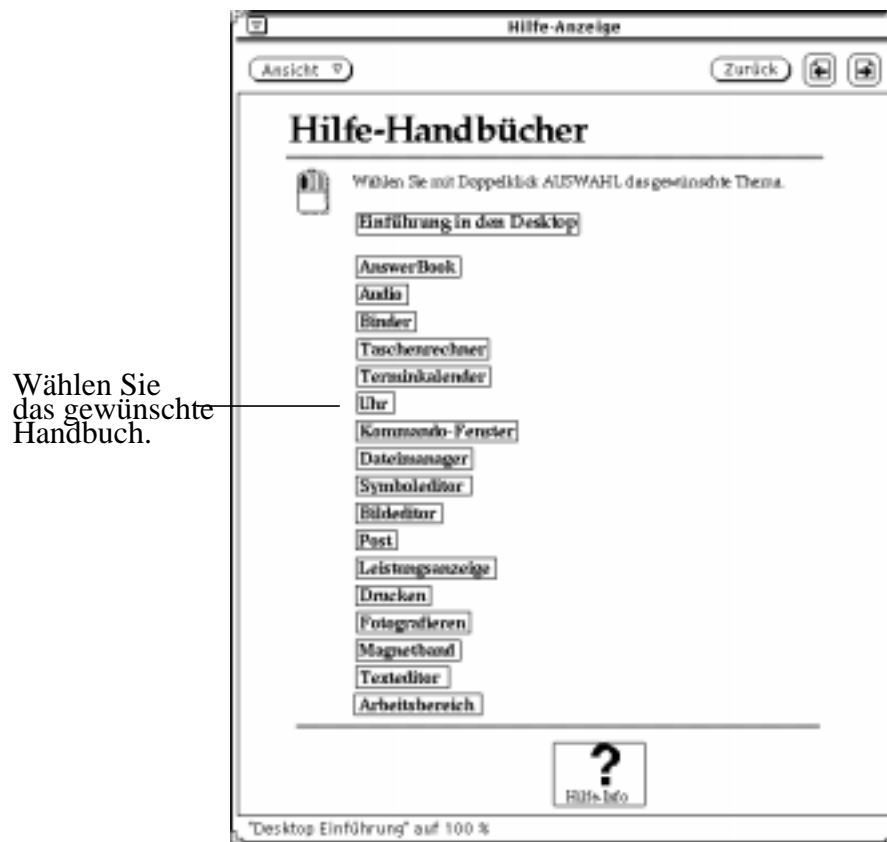 Hilfe-Anzeige
Ansicht
Zurück
Hilfe-Handbücher
Wählen Sie mit Doppelklick AUSWAHL das gewünschte Thema.
Einführung in den Desktop
AnswerBook
Audio
Binder
Taschenrechner
Terminkalender
Wählen Sie
das gewünschte
Handbuch.
Uhr
Kommando-Fenster
Dateimanager
Symboleditor
Bildeditor
Post
Leistungsanzeige
Drucken
Fotografieren
Magnetband
Texteditor
Arbeitsbereich
?
Hilfe-Info
"Desktop Einführung" auf 100 %